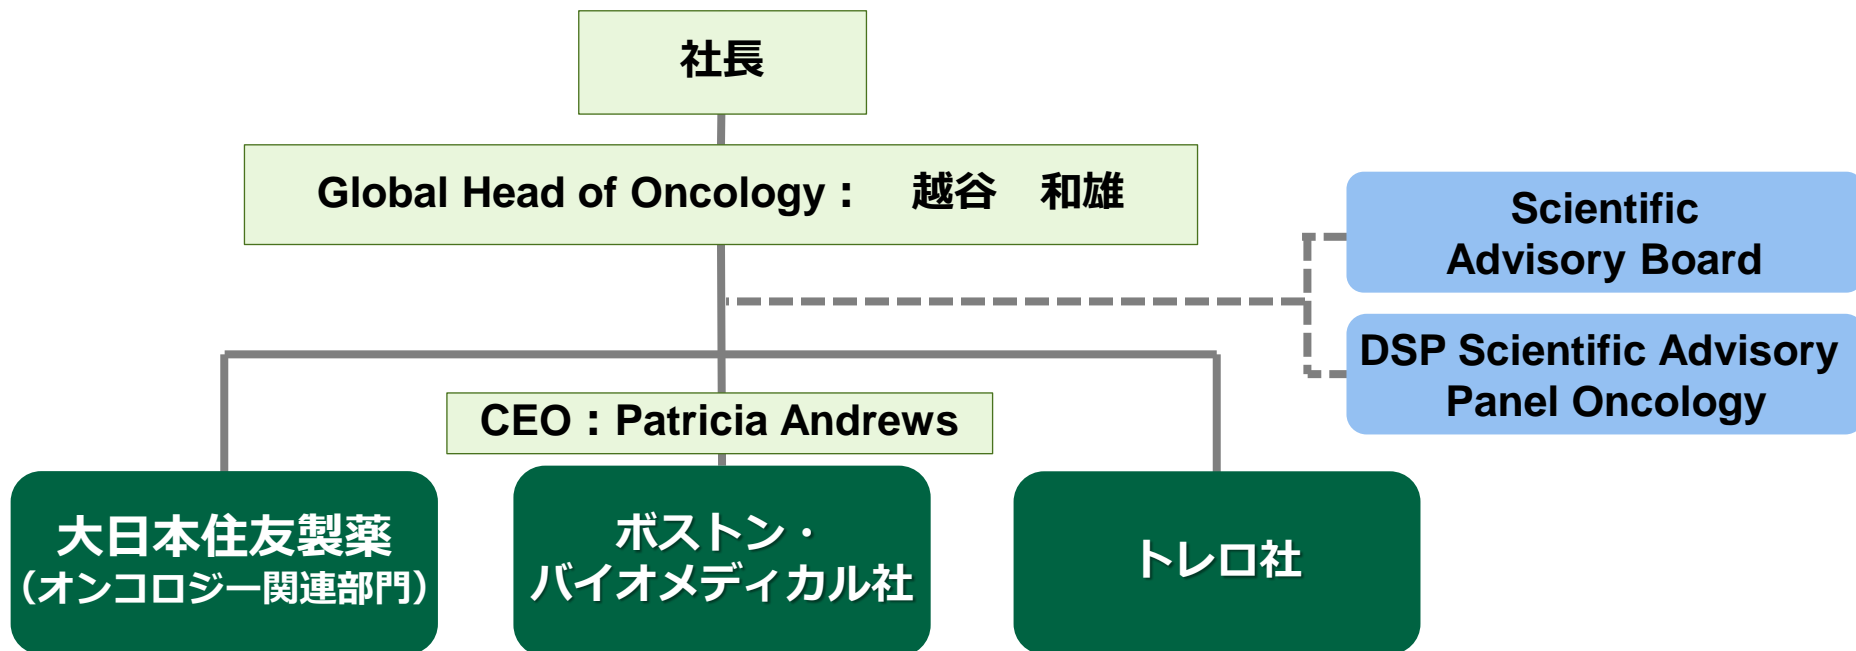 社長
Global Head of Oncology： 越谷 和雄
Scientific
Advisory Board
DSP Scientific Advisory
Panel Oncology
CEO：Patricia Andrews
大日本住友製薬
（オンコロジー関連部門）
ボストン・
バイオメディカル社
トレロ社